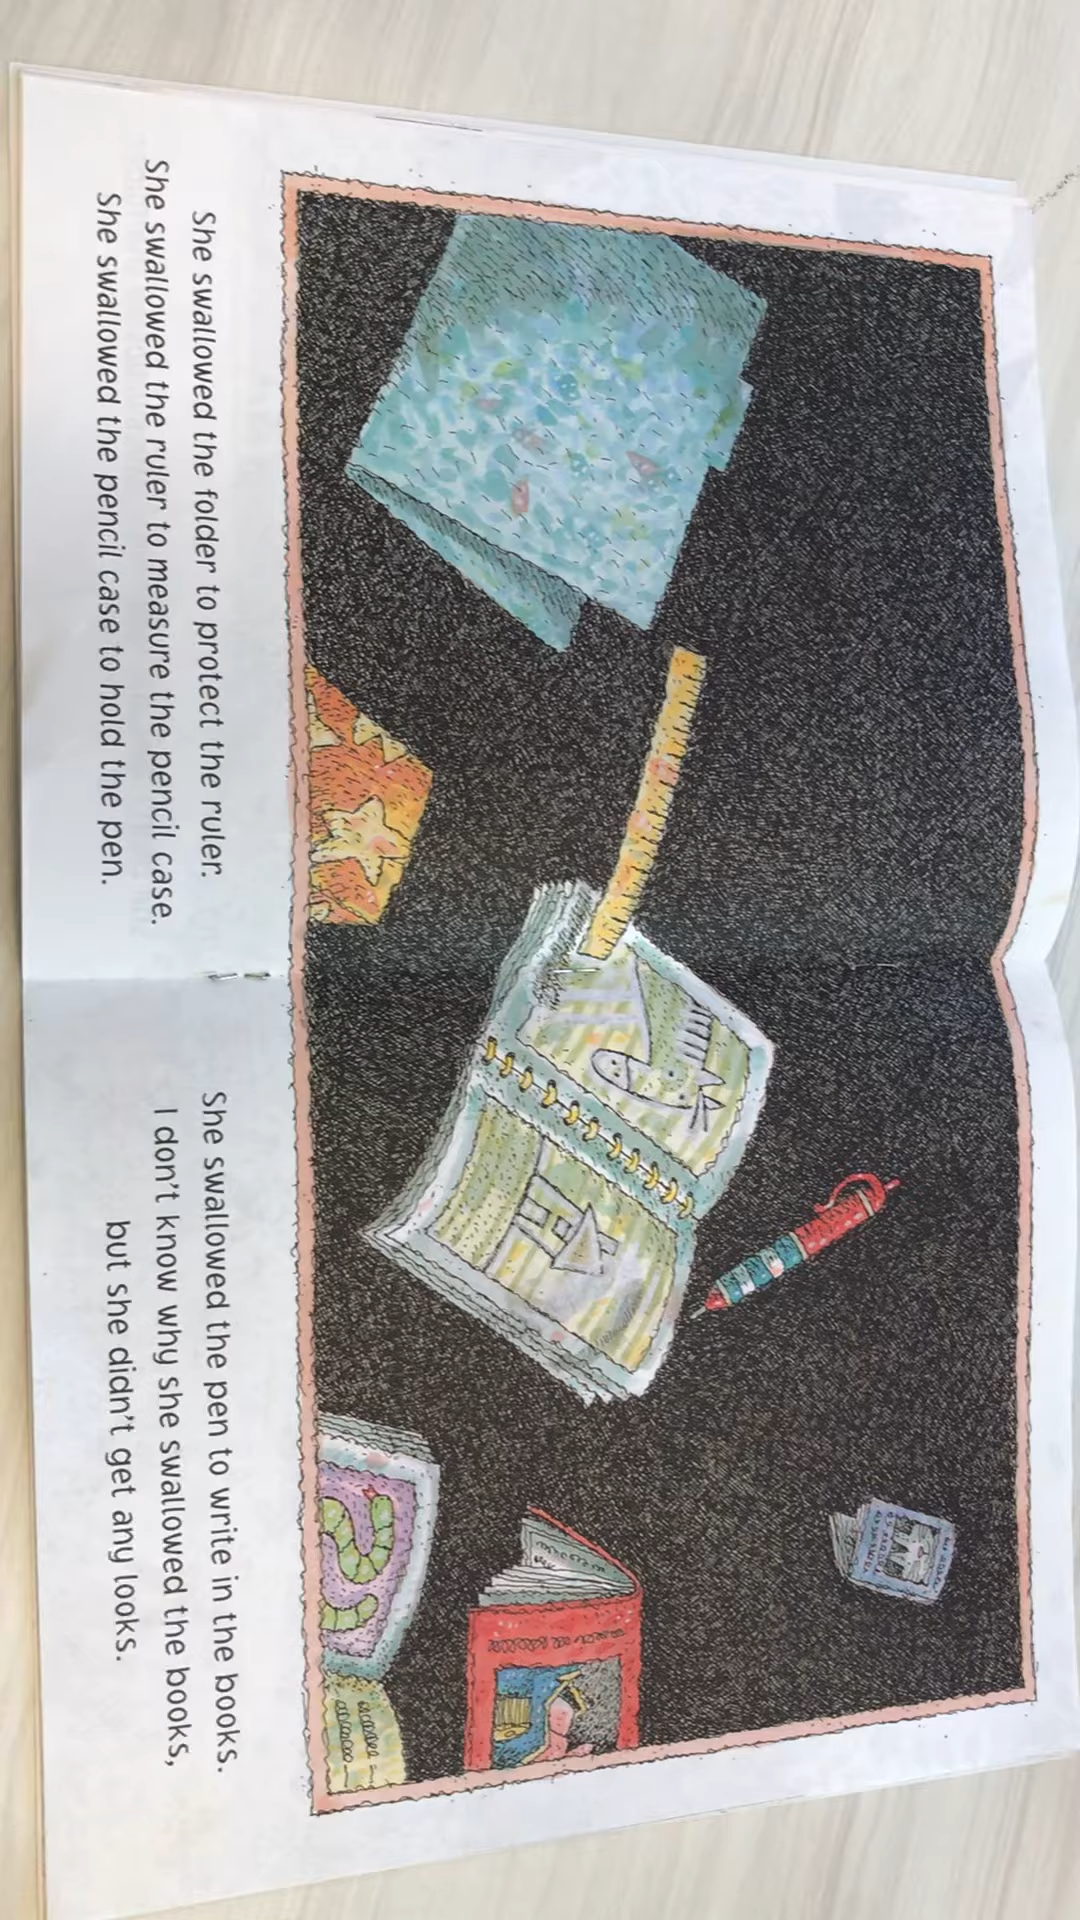 She swallowed the folder to protect the ruler.
She swallowed the ruler to measure the pencil case.
She swallowed the pencil case to hold the pen.
She swallowed the pen to write in the books.
I don't know why she swallowed the books,
but she didn't get any looks.